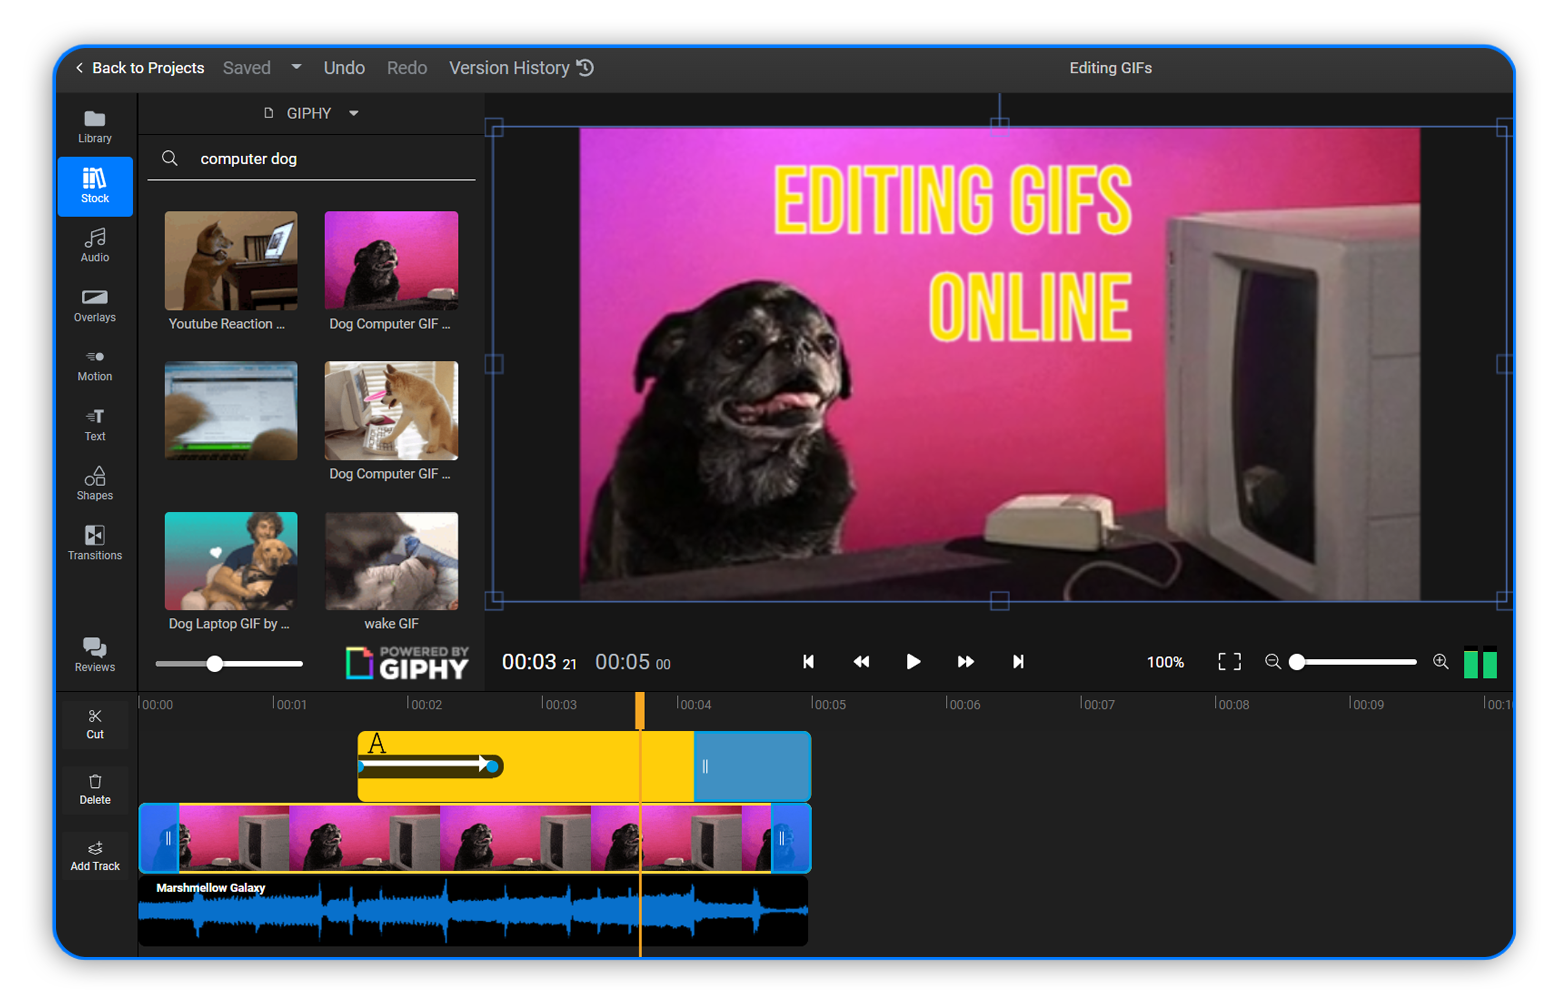 Back to Projects Saved Undo Redo Version History Editing GIFs
Library
Stock
Audio
Overlays
Motion
Text
Shapes
Transitions
Reviews
GIPHY
computer dog
Youtube Reaction ... Dog Computer GIF ...
Dog Computer GIF ...
Dog Laptop GIF by ... wake GIF
POWERED BY
GIPHY
EDITING GIFS
ONLINE
00:03 21 00:05 00 100%
00:00 00:01 00:02 00:03 00:04 00:05 00:06 00:07 00:08 00:09 00:1
Cut
Delete
Add Track
A
Marshmellow Galaxy